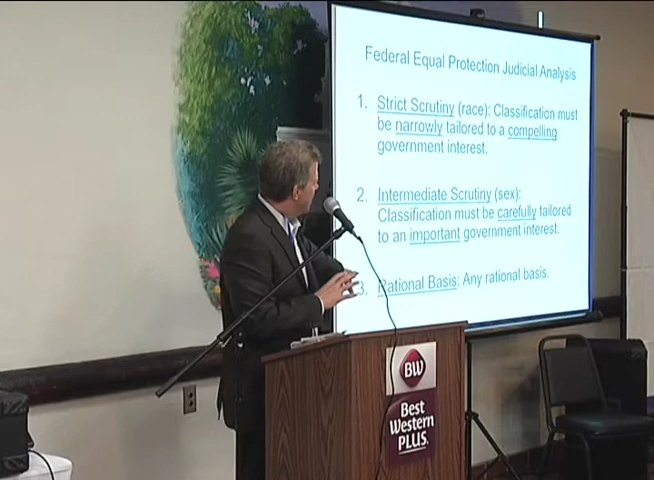 Federal Equal Protection Judicial Analysis
1. Strict Scrutiny (race): Classification must
be narrowly tailored to a compelling
government interest.
2. Intermediate Scrutiny (sex):
Classification must be carefully tailored
to an important government interest.
3. Rational Basis: Any rational basis.
BW
Best
Western
PLUS.